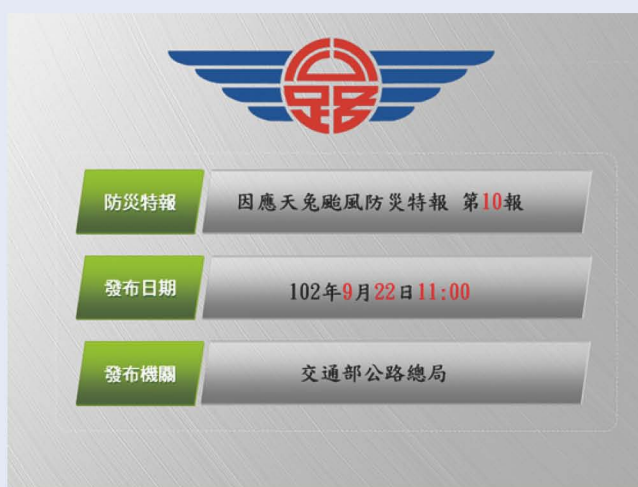 公路
防災特報
因應天兔颱風防災特報 第10報
發布日期
102年9月22日11:00
發布機關
交通部公路總局